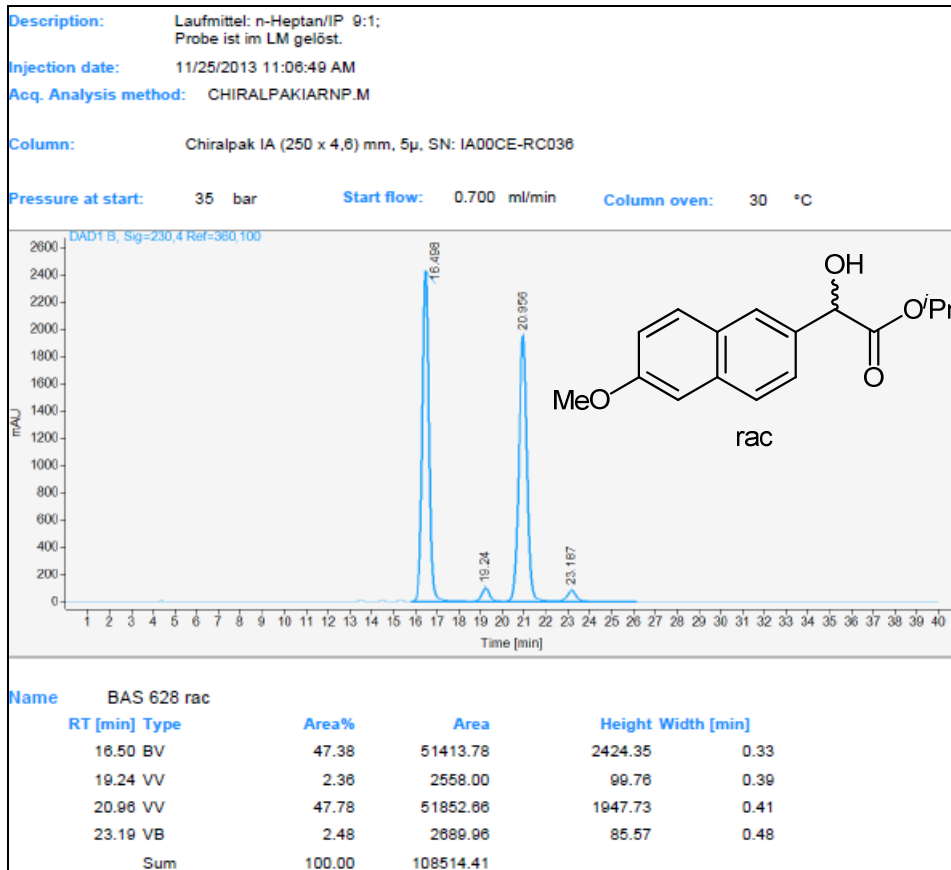 Description: Laufmittel: n-Heptan/IP 9:1;
Probe ist im LM gelöst.
Injection date: 11/25/2013 11:06:49 AM
Acq. Analysis method: CHIRALPAKIARNP.M
Column: Chiralpak IA (250 x 4,6) mm, 5µ, SN: IA00CE-RC036
Pressure at start: 35 bar Start flow: 0.700 ml/min Column oven: 30 °C
DAD1 B, Sig=230,4 Ref=360,100
2600
2400
2200
2000
1800
1600
1400
1200
1000
800
600
400
200
0
mAU
16.498
19.24
20.956
23.187
OH
OiPr
O
MeO
rac
1 2 3 4 5 6 7 8 9 10 11 12 13 14 15 16 17 18 19 20 21 22 23 24 25 26 27 28 29 30 31 32 33 34 35 36 37 38 39 40
Time [min]
Name BAS 628 rac
RT [min] Type Area% Area Height Width [min]
16.50 BV 47.38 51413.78 2424.35 0.33
19.24 VV 2.36 2558.00 99.76 0.39
20.96 VV 47.78 51852.66 1947.73 0.41
23.19 VB 2.48 2689.96 85.57 0.48
Sum 100.00 108514.41